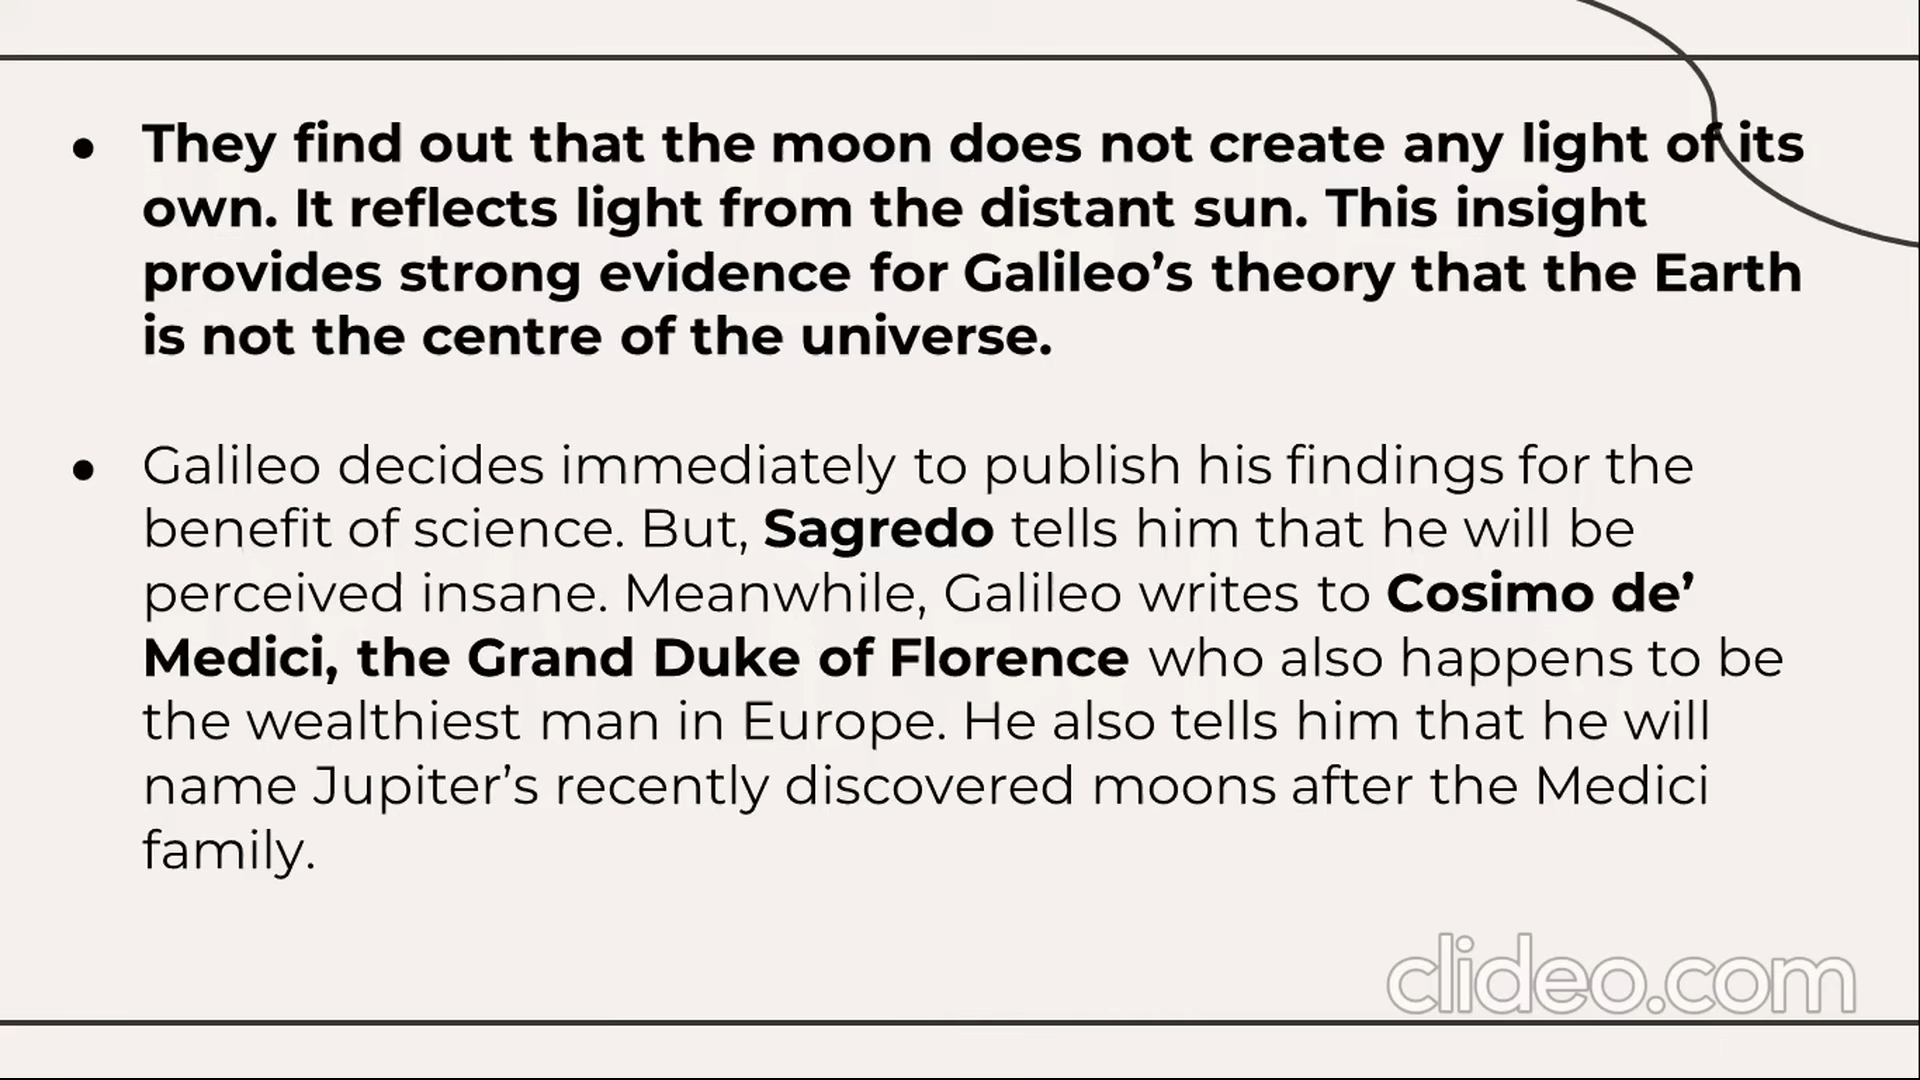 • They find out that the moon does not create any light of its
own. It reflects light from the distant sun. This insight
provides strong evidence for Galileo’s theory that the Earth
is not the centre of the universe.
• Galileo decides immediately to publish his findings for the
benefit of science. But, Sagredo tells him that he will be
perceived insane. Meanwhile, Galileo writes to Cosimo de’
Medici, the Grand Duke of Florence who also happens to be
the wealthiest man in Europe. He also tells him that he will
name Jupiter’s recently discovered moons after the Medici
family.
clideo.com